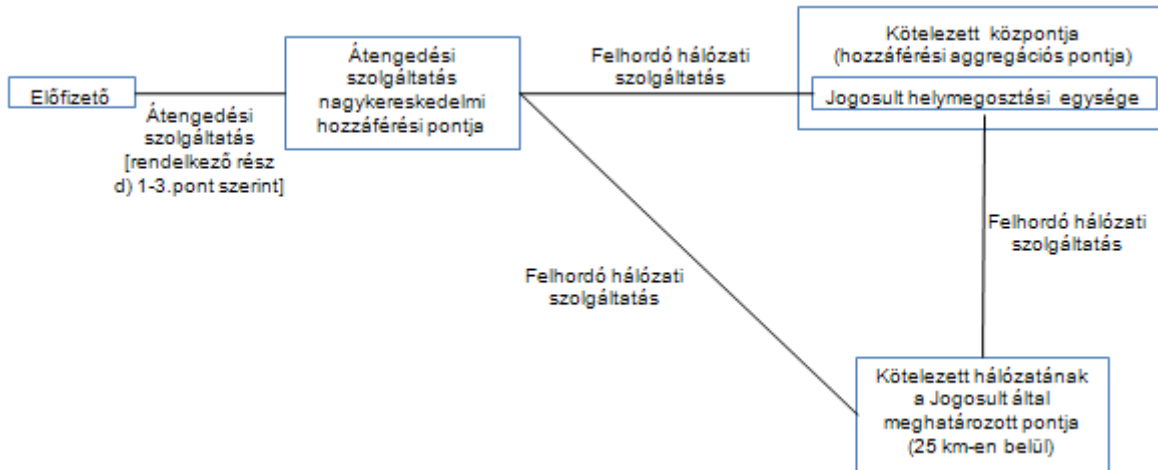 Előfizető
Átengedési
szolgáltatás
[rendelkező rész
d) 1-3.pont szerint]
Átengedési
szolgáltatás
nagykereskedelmi
hozzáférési pontja
Felhordó hálózati
szolgáltatás
Kötelezett központja
(hozzáférési aggregációs pontja)
Jogosult helymegosztási egysége
Felhordó hálózati
szolgáltatás
Felhordó hálózati
szolgáltatás
Kötelezett hálózatának
a Jogosult által
meghatározott pontja
(25 km-en belül)